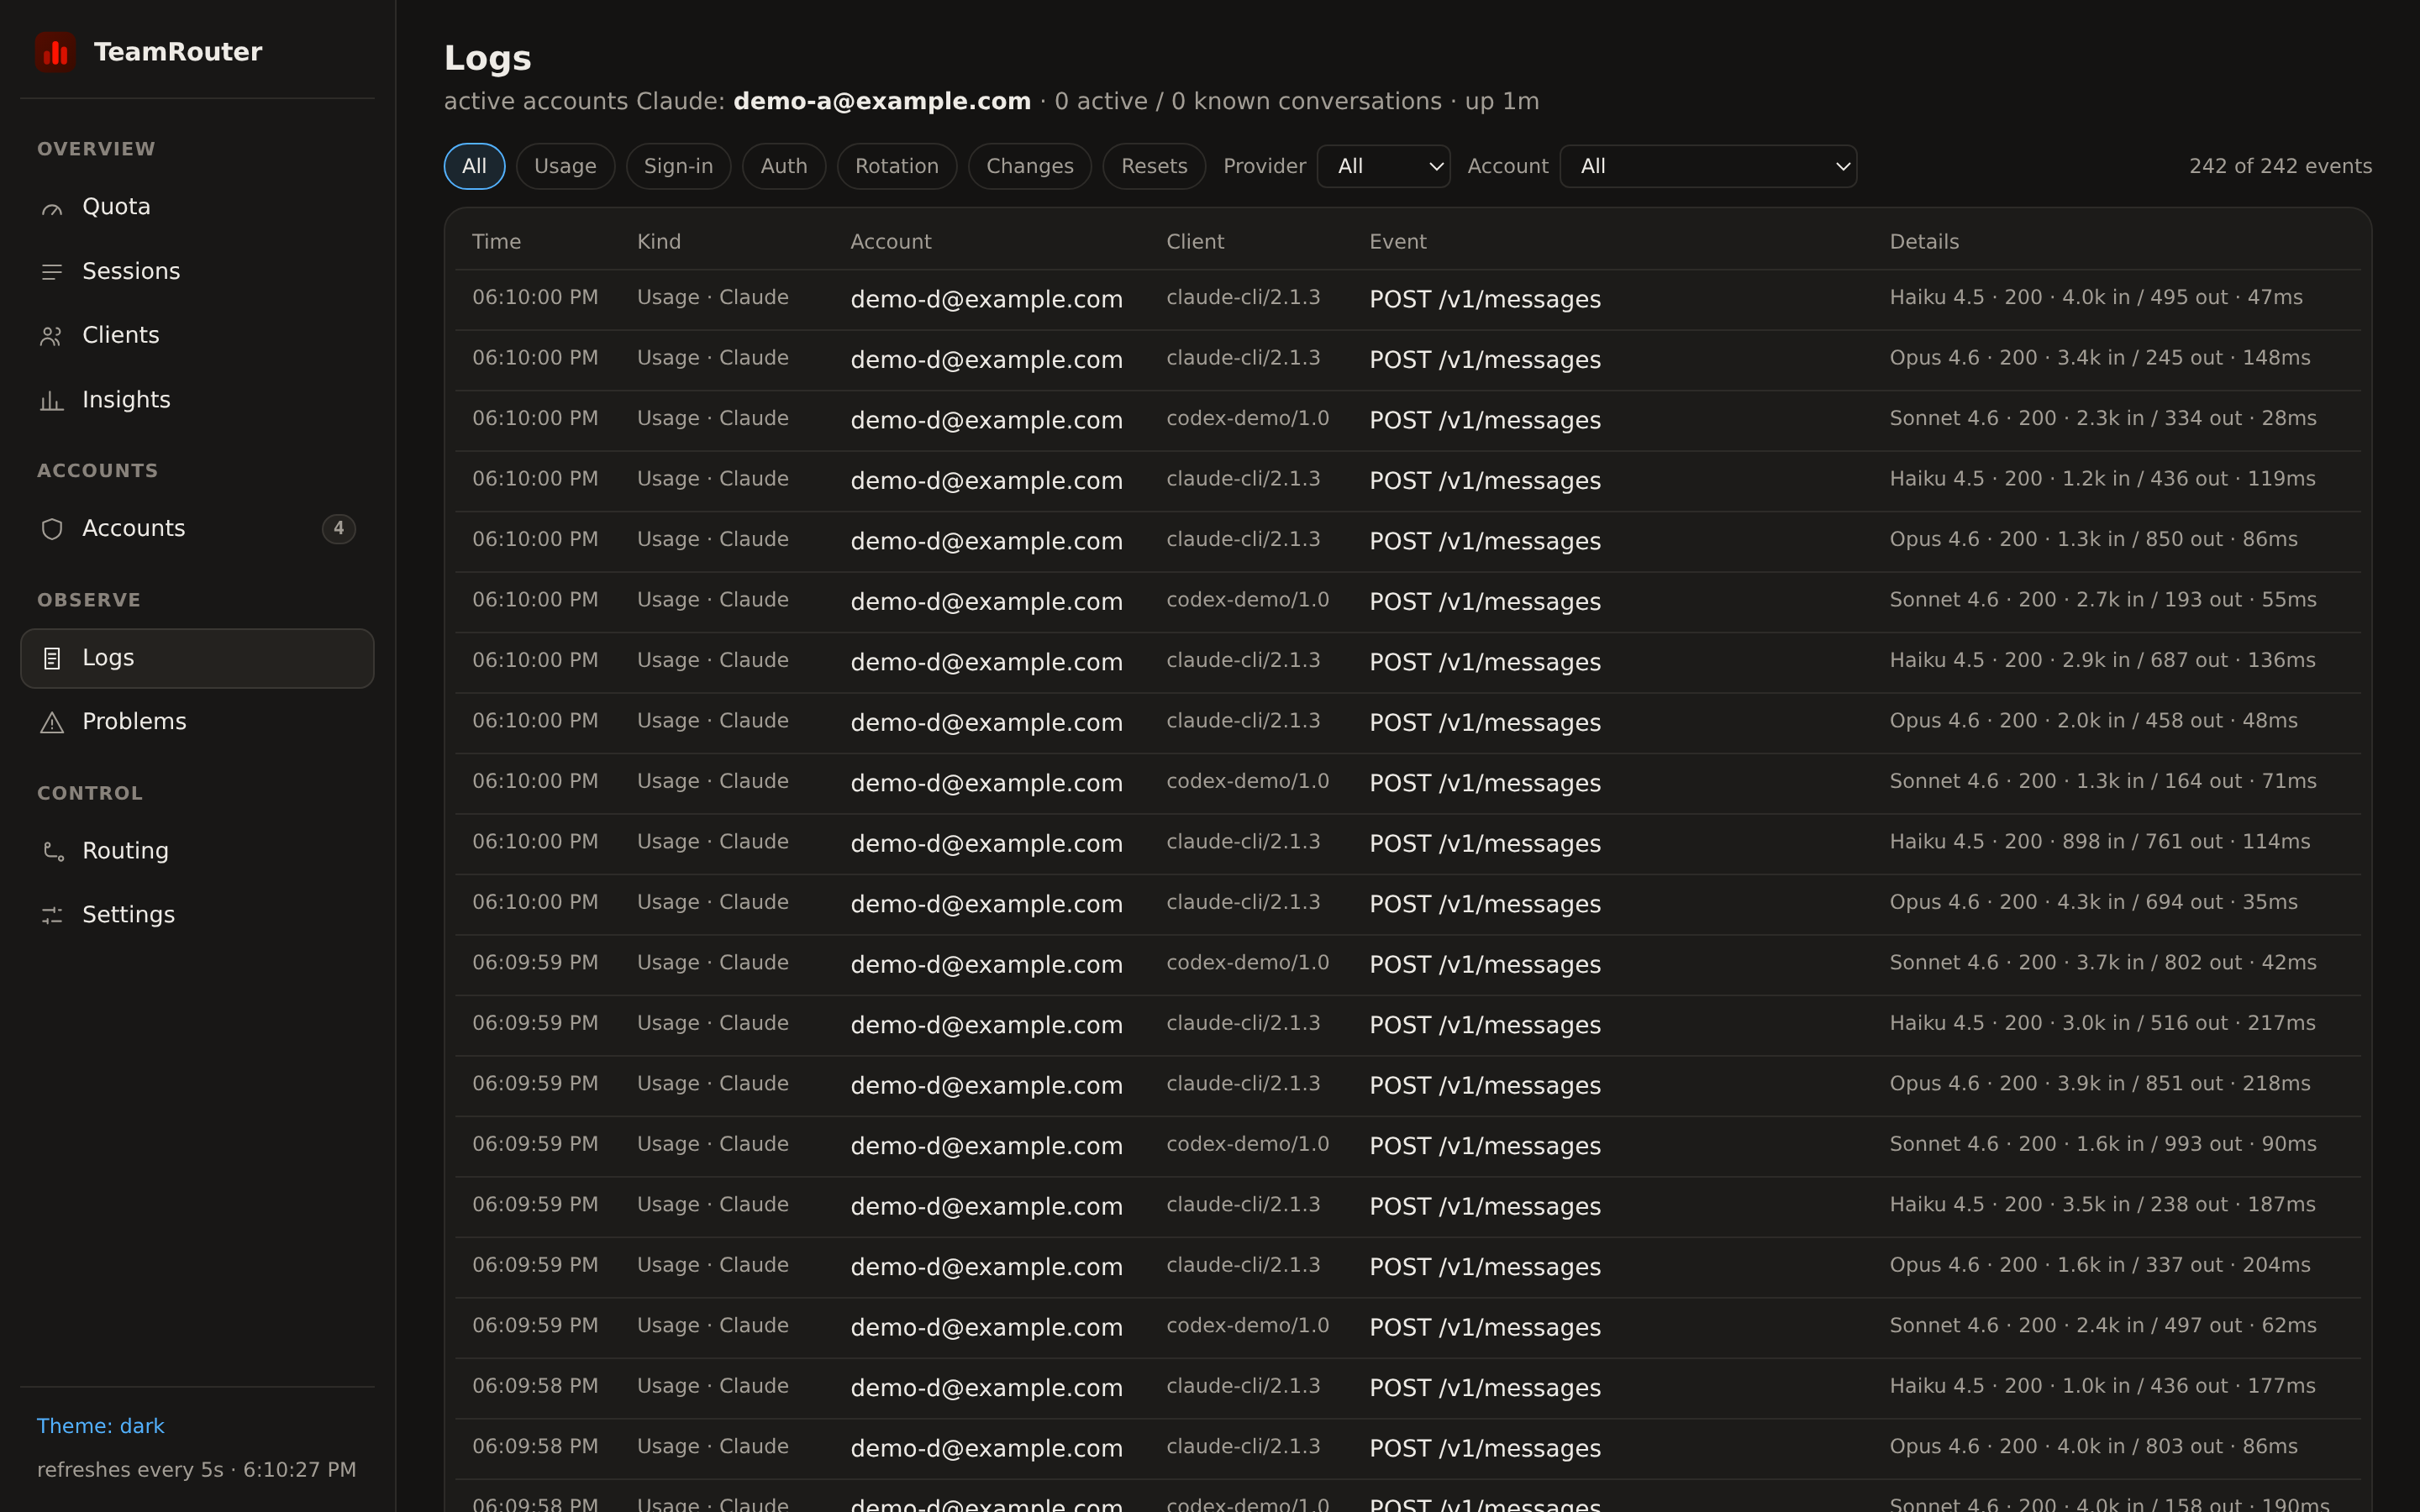 TeamRouter
OVERVIEW
Quota
Sessions
Clients
Insights
ACCOUNTS
Accounts 4
OBSERVE
Logs
Problems
CONTROL
Routing
Settings
Theme: dark
refreshes every 5s · 6:10:27 PM
Logs
active accounts Claude: demo-a@example.com · 0 active / 0 known conversations · up 1m
All Usage Sign-in Auth Rotation Changes Resets Provider All Account All 242 of 242 events
Time Kind Account Client Event Details
06:10:00 PM Usage · Claude demo-d@example.com claude-cli/2.1.3 POST /v1/messages Haiku 4.5 · 200 · 4.0k in / 495 out · 47ms
06:10:00 PM Usage · Claude demo-d@example.com claude-cli/2.1.3 POST /v1/messages Opus 4.6 · 200 · 3.4k in / 245 out · 148ms
06:10:00 PM Usage · Claude demo-d@example.com codex-demo/1.0 POST /v1/messages Sonnet 4.6 · 200 · 2.3k in / 334 out · 28ms
06:10:00 PM Usage · Claude demo-d@example.com claude-cli/2.1.3 POST /v1/messages Haiku 4.5 · 200 · 1.2k in / 436 out · 119ms
06:10:00 PM Usage · Claude demo-d@example.com claude-cli/2.1.3 POST /v1/messages Opus 4.6 · 200 · 1.3k in / 850 out · 86ms
06:10:00 PM Usage · Claude demo-d@example.com codex-demo/1.0 POST /v1/messages Sonnet 4.6 · 200 · 2.7k in / 193 out · 55ms
06:10:00 PM Usage · Claude demo-d@example.com claude-cli/2.1.3 POST /v1/messages Haiku 4.5 · 200 · 2.9k in / 687 out · 136ms
06:10:00 PM Usage · Claude demo-d@example.com claude-cli/2.1.3 POST /v1/messages Opus 4.6 · 200 · 2.0k in / 458 out · 48ms
06:10:00 PM Usage · Claude demo-d@example.com codex-demo/1.0 POST /v1/messages Sonnet 4.6 · 200 · 1.3k in / 164 out · 71ms
06:10:00 PM Usage · Claude demo-d@example.com claude-cli/2.1.3 POST /v1/messages Haiku 4.5 · 200 · 898 in / 761 out · 114ms
06:10:00 PM Usage · Claude demo-d@example.com claude-cli/2.1.3 POST /v1/messages Opus 4.6 · 200 · 4.3k in / 694 out · 35ms
06:09:59 PM Usage · Claude demo-d@example.com codex-demo/1.0 POST /v1/messages Sonnet 4.6 · 200 · 3.7k in / 802 out · 42ms
06:09:59 PM Usage · Claude demo-d@example.com claude-cli/2.1.3 POST /v1/messages Haiku 4.5 · 200 · 3.0k in / 516 out · 217ms
06:09:59 PM Usage · Claude demo-d@example.com claude-cli/2.1.3 POST /v1/messages Opus 4.6 · 200 · 3.9k in / 851 out · 218ms
06:09:59 PM Usage · Claude demo-d@example.com codex-demo/1.0 POST /v1/messages Sonnet 4.6 · 200 · 1.6k in / 993 out · 90ms
06:09:59 PM Usage · Claude demo-d@example.com claude-cli/2.1.3 POST /v1/messages Haiku 4.5 · 200 · 3.5k in / 238 out · 187ms
06:09:59 PM Usage · Claude demo-d@example.com claude-cli/2.1.3 POST /v1/messages Opus 4.6 · 200 · 1.6k in / 337 out · 204ms
06:09:59 PM Usage · Claude demo-d@example.com codex-demo/1.0 POST /v1/messages Sonnet 4.6 · 200 · 2.4k in / 497 out · 62ms
06:09:58 PM Usage · Claude demo-d@example.com claude-cli/2.1.3 POST /v1/messages Haiku 4.5 · 200 · 1.0k in / 436 out · 177ms
06:09:58 PM Usage · Claude demo-d@example.com claude-cli/2.1.3 POST /v1/messages Opus 4.6 · 200 · 4.0k in / 803 out · 86ms
06:09:58 PM Usage · Claude demo-d@example.com codex-demo/1.0 POST /v1/messages Sonnet 4.6 · 200 · 4.0k in / 158 out · 190ms